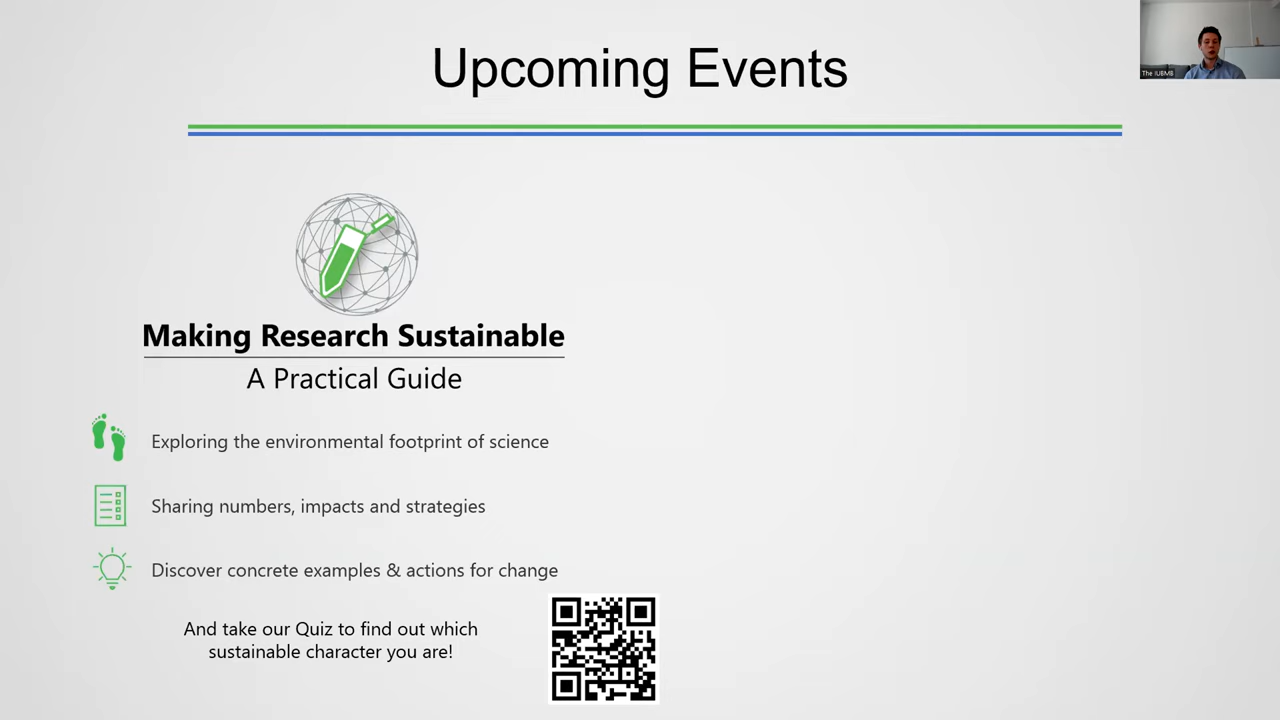 Upcoming Events
The IUBMB
Making Research Sustainable
A Practical Guide
Exploring the environmental footprint of science
Sharing numbers, impacts and strategies
Discover concrete examples & actions for change
And take our Quiz to find out which
sustainable character you are!